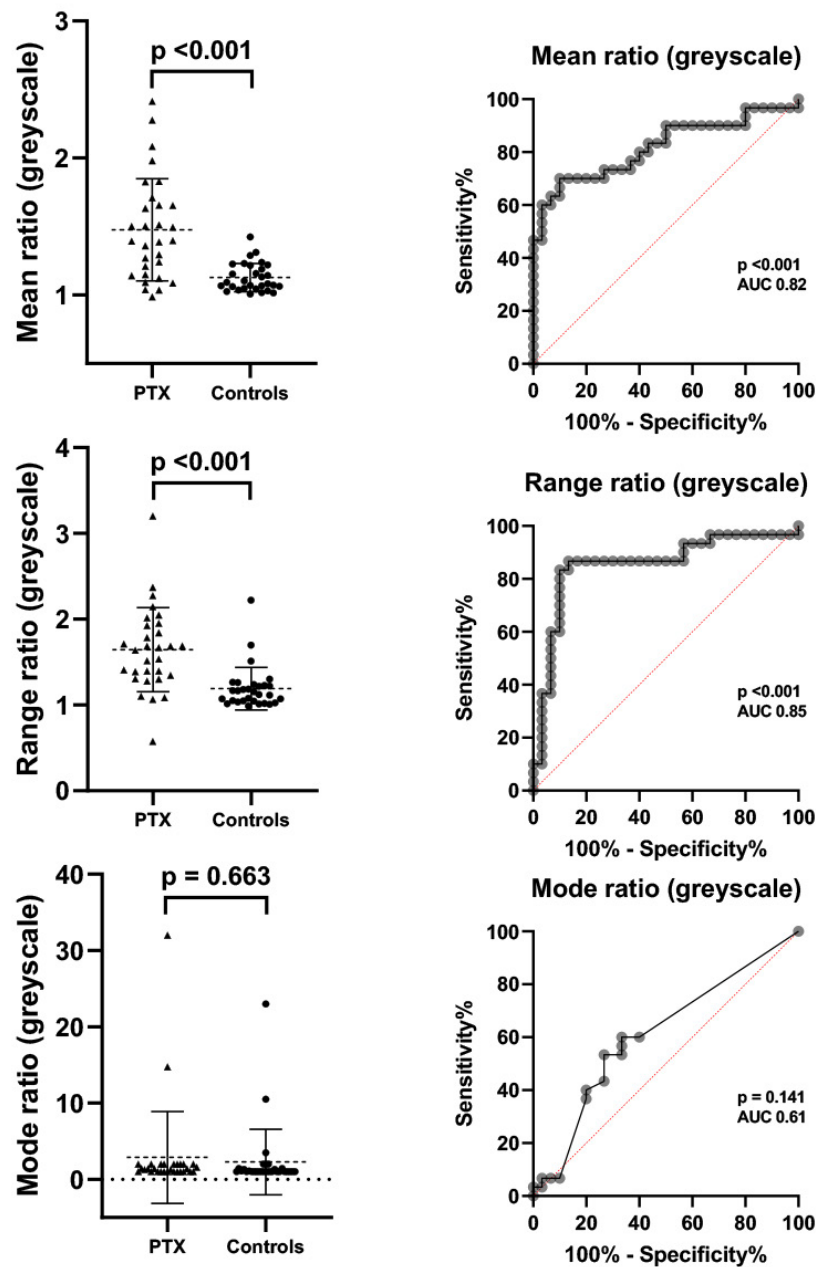 Mean ratio (greyscale)
3
2
1
p <0.001
PTX
Controls
Mean ratio (greyscale)
Sensitivity%
100
80
60
40
20
0
p <0.001
AUC 0.82
0
20
40
60
80
100
100% - Specificity%
Range ratio (greyscale)
4
3
2
1
0
p <0.001
PTX
Controls
Range ratio (greyscale)
Sensitivity%
100
80
60
40
20
0
p <0.001
AUC 0.85
0
20
40
60
80
100
100% - Specificity%
Mode ratio (greyscale)
40
30
20
10
0
p = 0.663
PTX
Controls
Mode ratio (greyscale)
Sensitivity%
100
80
60
40
20
0
p = 0.141
AUC 0.61
0
20
40
60
80
100
100% - Specificity%